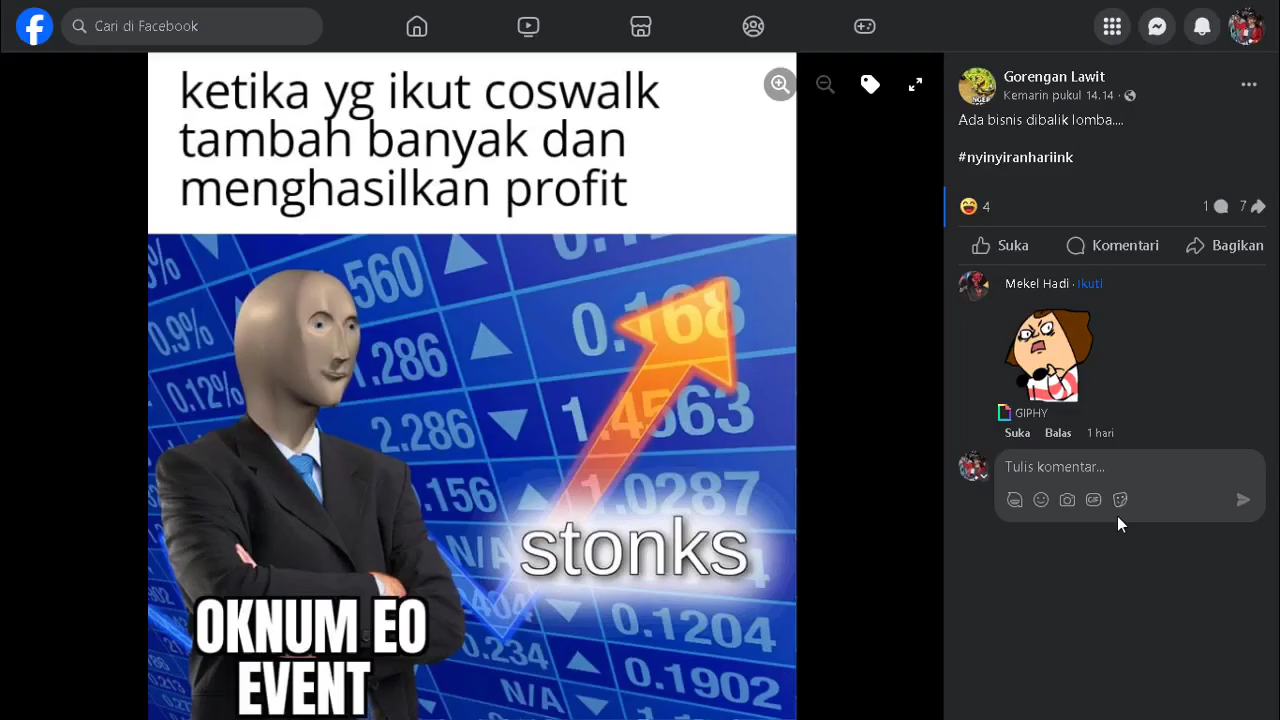 Cari di Facebook
ketika yg ikut coswalk
tambah banyak dan
menghasilkan profit
0.9%
0.12%
560
.286
2.286
.156
N/A
0.168
1.4563
1.0287
stonks
0.234
N/A
0.1204
0.1902
OKNUM EO
EVENT
Gorengan Lawit
Kemarin pukul 14.14
Ada bisnis dibalik lomba....
#nyinyiranhariink
4
1
7
Suka
Komentari
Bagikan
Mekel Hadi · Ikuti
GIPHY
Suka Balas 1 hari
Tulis komentar...
GIF